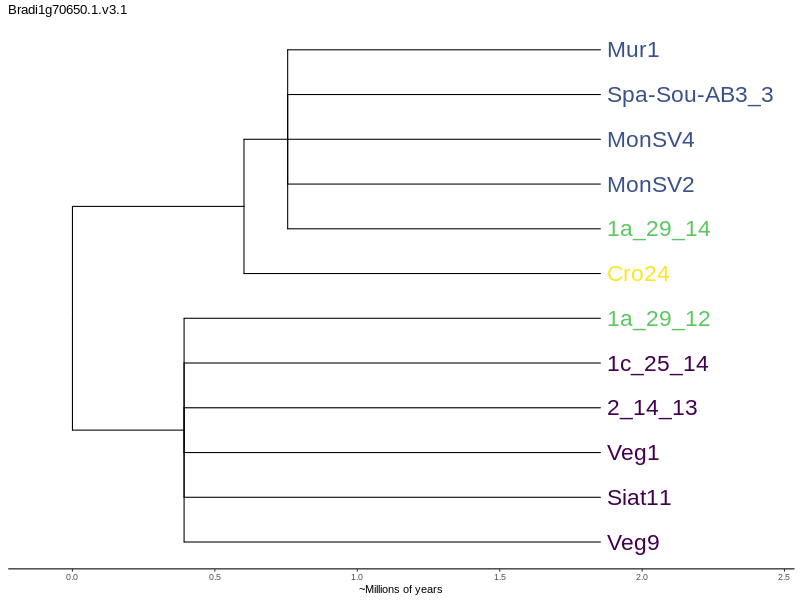 Bradi1g70650.1.v3.1
Mur1
Spa-Sou-AB3_3
MonSV4
MonSV2
1a_29_14
Cro24
1a_29_12
1c_25_14
2_14_13
Veg1
Siat11
Veg9
0.0 0.5 1.0 1.5 2.0 2.5
~Millions of years